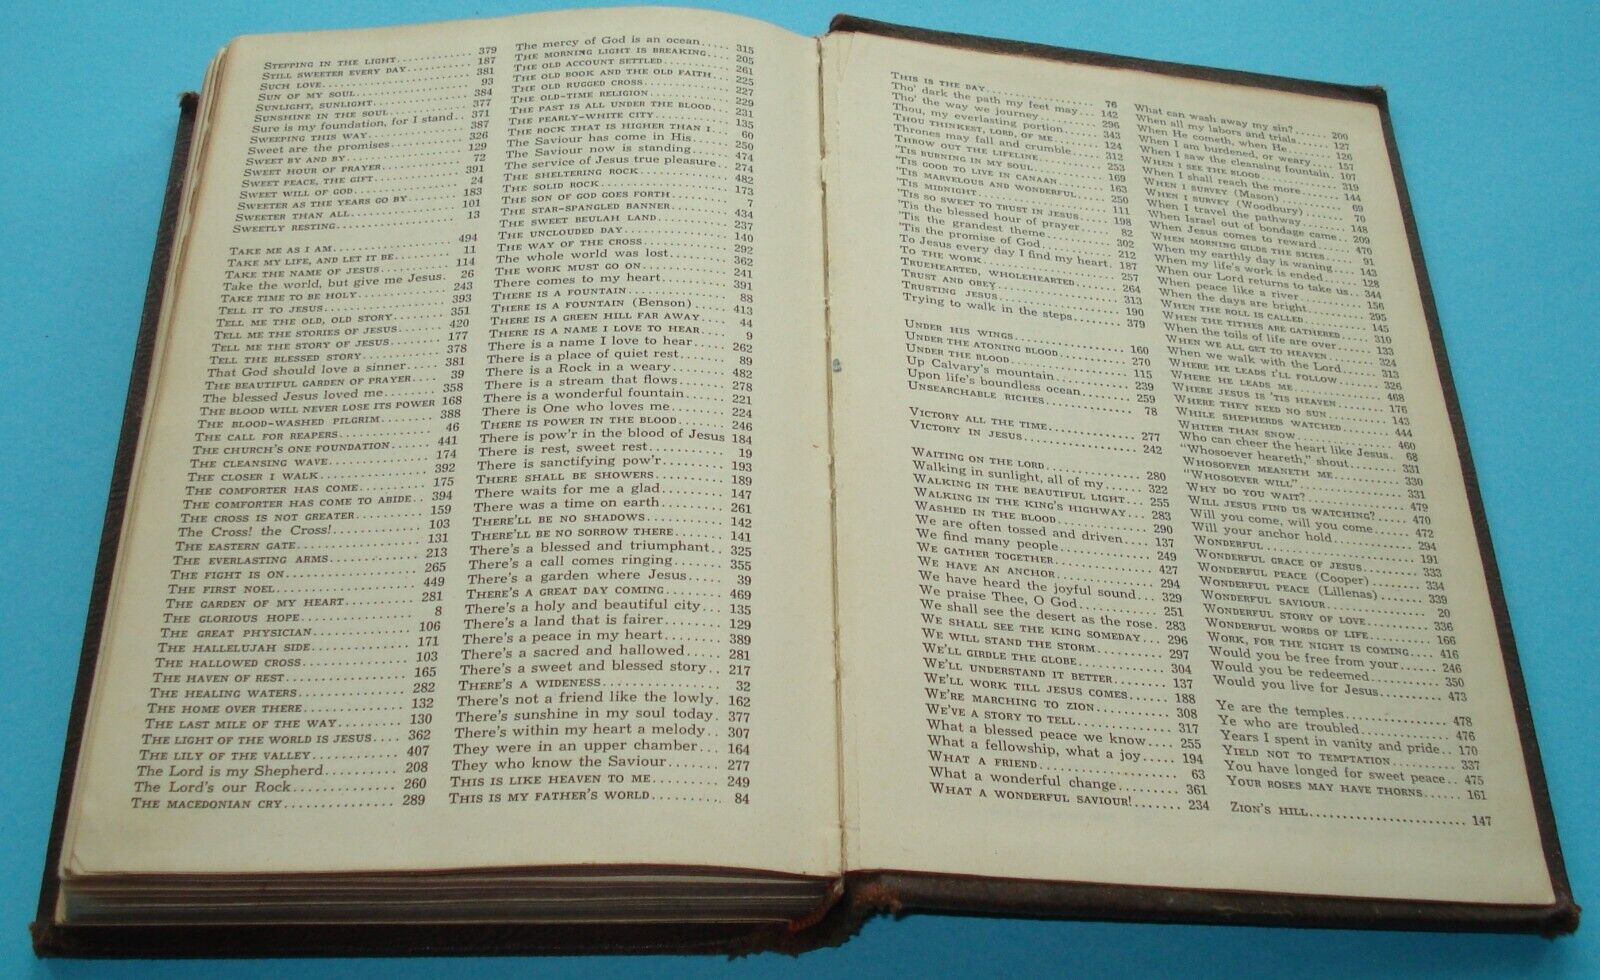 STEPPING IN THE LIGHT.......... 379
STILL SWEETER EVERY DAY.......... 187
SUCH LOVE.......... 381
SUN OF MY SOUL.......... 93
SUNLIGHT, SUNLIGHT.......... 384
SUNSHINE IN THE SOUL.......... 377
Sure is my foundation, for I stand.. 371
SWEEPING THIS WAY.......... 387
Sweet are the promises.......... 326
SWEET BY AND BY.......... 129
SWEET HOUR OF PRAYER.......... 72
SWEET PEACE, THE GIFT.......... 391
SWEET WILL OF GOD.......... 24
SWEETER AS THE YEARS GO BY.......... 183
SWEETER THAN ALL.......... 101
SWEETLY RESTING.......... 13
TAKE ME AS I AM.......... 494
TAKE MY LIFE, AND LET IT BE.......... 11
TAKE THE NAME OF JESUS.......... 114
Take the world, but give me Jesus. 26
TAKE TIME TO BE HOLY.......... 243
TELL IT TO JESUS.......... 393
TELL ME THE OLD, OLD STORY.......... 351
TELL ME THE STORIES OF JESUS.......... 420
TELL ME THE STORY OF JESUS.......... 177
TELL THE BLESSED STORY.......... 378
That God should love a sinner.......... 381
THE BEAUTIFUL GARDEN OF PRAYER.... 39
The blessed Jesus loved me.......... 358
THE BLOOD WILL NEVER LOSE ITS POWER 168
THE BLOOD-WASHED PILGRIM.......... 388
THE CALL FOR REAPERS.......... 46
THE CHURCH'S ONE FOUNDATION.......... 441
THE CLEANSING WAVE.......... 174
THE CLOSER I WALK.......... 392
THE COMFORTER HAS COME.......... 175
THE COMFORTER HAS COME TO ABIDE.. 394
THE CROSS IS NOT GREATER.......... 159
The Cross! the Cross!.......... 103
THE EASTERN GATE.......... 131
THE EVERLASTING ARMS.......... 213
THE FIGHT IS ON.......... 265
THE FIRST NOEL.......... 449
THE GARDEN OF MY HEART.......... 281
THE GLORIOUS HOPE.......... 8
THE GREAT PHYSICIAN.......... 106
THE HALLELUJAH SIDE.......... 171
THE HALLOWED CROSS.......... 103
THE HAVEN OF REST.......... 165
THE HEALING WATERS.......... 282
THE HOME OVER THERE.......... 132
THE LAST MILE OF THE WAY.......... 130
THE LIGHT OF THE WORLD IS JESUS.... 362
THE LILY OF THE VALLEY.......... 407
The Lord is my Shepherd.......... 208
The Lord's our Rock.......... 260
THE MACEDONIAN CRY.......... 289
The mercy of God is an ocean..... 315
THE MORNING LIGHT IS BREAKING.... 205
THE OLD ACCOUNT SETTLED.......... 261
THE OLD BOOK AND THE OLD FAITH.... 225
THE OLD RUGGED CROSS.......... 227
THE OLD-TIME RELIGION.......... 229
THE PAST IS ALL UNDER THE BLOOD... 231
THE PEARLY-WHITE CITY.......... 135
THE ROCK THAT IS HIGHER THAN I.... 60
The Saviour has come in His.......... 250
The Saviour now is standing.......... 474
The service of Jesus true pleasure.. 274
THE SHELTERING ROCK.......... 482
THE SOLID ROCK.......... 173
THE SON OF GOD GOES FORTH.......... 7
THE STAR-SPANGLED BANNER.......... 434
THE SWEET BEULAH LAND.......... 237
THE UNCLOUDED DAY.......... 140
THE WAY OF THE CROSS.......... 292
The whole world was lost.......... 362
THE WORK MUST GO ON.......... 241
There comes to my heart.......... 391
THERE IS A FOUNTAIN.......... 88
THERE IS A FOUNTAIN (Benson).......... 413
THERE IS A GREEN HILL FAR AWAY.... 44
THERE IS A NAME I LOVE TO HEAR.... 9
There is a name I love to hear.......... 262
There is a place of quiet rest.......... 89
There is a Rock in a weary.......... 482
There is a stream that flows.......... 278
There is a wonderful fountain.......... 221
There is One who loves me.......... 224
THERE IS POWER IN THE BLOOD.......... 246
There is pow'r in the blood of Jesus 184
There is rest, sweet rest.......... 19
There is sanctifying pow'r.......... 193
THERE SHALL BE SHOWERS.......... 189
There waits for me a glad.......... 147
There was a time on earth.......... 261
THERE'LL BE NO SHADOWS.......... 142
THERE'LL BE NO SORROW THERE.......... 141
There's a blessed and triumphant.. 325
There's a call comes ringing.......... 355
There's a garden where Jesus.......... 39
THERE'S A GREAT DAY COMING.......... 469
There's a holy and beautiful city... 135
There's a land that is fairer.......... 129
There's a peace in my heart.......... 389
There's a sacred and hallowed..... 281
There's a sweet and blessed story.. 217
THERE'S A WIDENESS.......... 32
There's not a friend like the lowly. 162
There's sunshine in my soul today. 377
There's within my heart a melody.. 307
They were in an upper chamber... 164
They who know the Saviour.......... 277
THIS IS LIKE HEAVEN TO ME.......... 249
THIS IS MY FATHER'S WORLD.......... 84
THIS IS THE DAY.......... 76
Tho' dark the path my feet may... 142
Tho' the way we journey.......... 296
Thou, my everlasting portion.......... 343
THOU THINKEST, LORD, OF ME.......... 124
Thrones may fall and crumble..... 312
THROW OUT THE LIFELINE.......... 253
'TIS BURNING IN MY SOUL.......... 169
'TIS GOOD TO LIVE IN CANAAN.......... 163
'TIS MARVELOUS AND WONDERFUL..... 250
'TIS MIDNIGHT.......... 111
'TIS SO SWEET TO TRUST IN JESUS..... 198
'Tis the blessed hour of prayer..... 82
'Tis the grandest theme.......... 302
'Tis the promise of God.......... 212
To Jesus every day I find my heart. 187
TO THE WORK.......... 257
TRUEHEARTED, WHOLEHEARTED.......... 264
TRUST AND OBEY.......... 313
TRUSTING JESUS.......... 190
Trying to walk in the steps.......... 379
UNDER HIS WINGS.......... 160
UNDER THE ATONING BLOOD.......... 270
UNDER THE BLOOD.......... 115
Up Calvary's mountain.......... 239
Upon life's boundless ocean.......... 259
UNSEARCHABLE RICHES.......... 78
VICTORY ALL THE TIME.......... 277
VICTORY IN JESUS.......... 242
WAITING ON THE LORD.......... 280
Walking in sunlight, all of my..... 322
WALKING IN THE BEAUTIFUL LIGHT... 255
WALKING IN THE KING'S HIGHWAY... 283
WASHED IN THE BLOOD.......... 290
We are often tossed and driven... 137
We find many people.......... 249
WE GATHER TOGETHER.......... 427
WE HAVE AN ANCHOR.......... 294
We have heard the joyful sound... 329
We praise Thee, O God.......... 251
We shall see the desert as the rose. 283
WE SHALL SEE THE KING SOMEDAY... 296
WE WILL STAND THE STORM.......... 297
WE'LL GIRDLE THE GLOBE.......... 304
WE'LL UNDERSTAND IT BETTER.......... 137
WE'LL WORK TILL JESUS COMES.......... 188
WE'RE MARCHING TO ZION.......... 308
WE'VE A STORY TO TELL.......... 317
What a blessed peace we know... 255
What a fellowship, what a joy.... 194
WHAT A FRIEND.......... 63
What a wonderful change.......... 361
WHAT A WONDERFUL SAVIOUR!.......... 234
What can wash away my sin?...... 209
When all my labors and trials..... 127
When He cometh, when He.......... 126
When I am burdened, or weary... 157
When I saw the cleansing fountain. 107
WHEN I SEE THE BLOOD.......... 319
When I shall reach the more.......... 144
WHEN I SURVEY (Mason).......... 69
WHEN I SURVEY (Woodbury).......... 70
When I travel the pathway.......... 148
When Israel out of bondage came.. 209
When Jesus comes to reward.......... 476
WHEN MORNING GILDS THE SKIES..... 91
When my earthly day is waning... 143
When my life's work is ended..... 128
When our Lord returns to take us.. 344
When peace like a river.......... 156
When the days are bright.......... 295
WHEN THE ROLL IS CALLED.......... 145
WHEN THE TITHES ARE GATHERED.... 310
When the toils of life are over..... 133
WHEN WE ALL GET TO HEAVEN.......... 324
When we walk with the Lord..... 313
WHERE HE LEADS I'LL FOLLOW.......... 326
WHERE HE LEADS ME.......... 468
WHERE JESUS IS 'TIS HEAVEN.......... 176
WHERE THEY NEED NO SUN.......... 143
WHILE SHEPHERDS WATCHED.......... 444
WHITER THAN SNOW.......... 460
Who can cheer the heart like Jesus. 68
"Whosoever heareth," shout.......... 331
WHOSOEVER MEANETH ME.......... 330
"WHOSOEVER WILL".......... 331
WHY DO YOU WAIT?.......... 479
WILL JESUS FIND US WATCHING?..... 470
Will you come, will you come..... 472
Will your anchor hold.......... 294
WONDERFUL.......... 191
WONDERFUL GRACE OF JESUS.......... 333
WONDERFUL PEACE (Cooper).......... 334
WONDERFUL PEACE (Lillenas).......... 339
WONDERFUL SAVIOUR.......... 20
WONDERFUL STORY OF LOVE.......... 336
WONDERFUL WORDS OF LIFE.......... 166
WORK, FOR THE NIGHT IS COMING.... 416
Would you be free from your..... 246
Would you be redeemed.......... 350
Would you live for Jesus.......... 473
Ye are the temples.......... 478
Ye who are troubled.......... 476
Years I spent in vanity and pride.. 170
YIELD NOT TO TEMPTATION.......... 337
You have longed for sweet peace.. 475
YOUR ROSES MAY HAVE THORNS...... 161
ZION'S HILL.......... 147